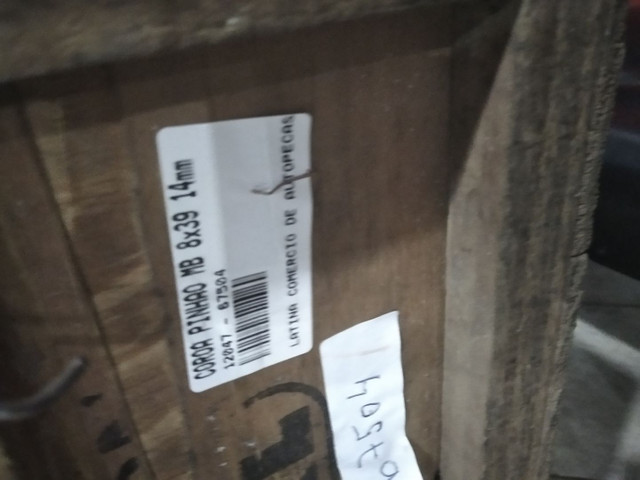 COROA PINHAO MB 8x39 14mm
12047 - 67504
LATINA COMERCIO DE AUTOPECAS
67504